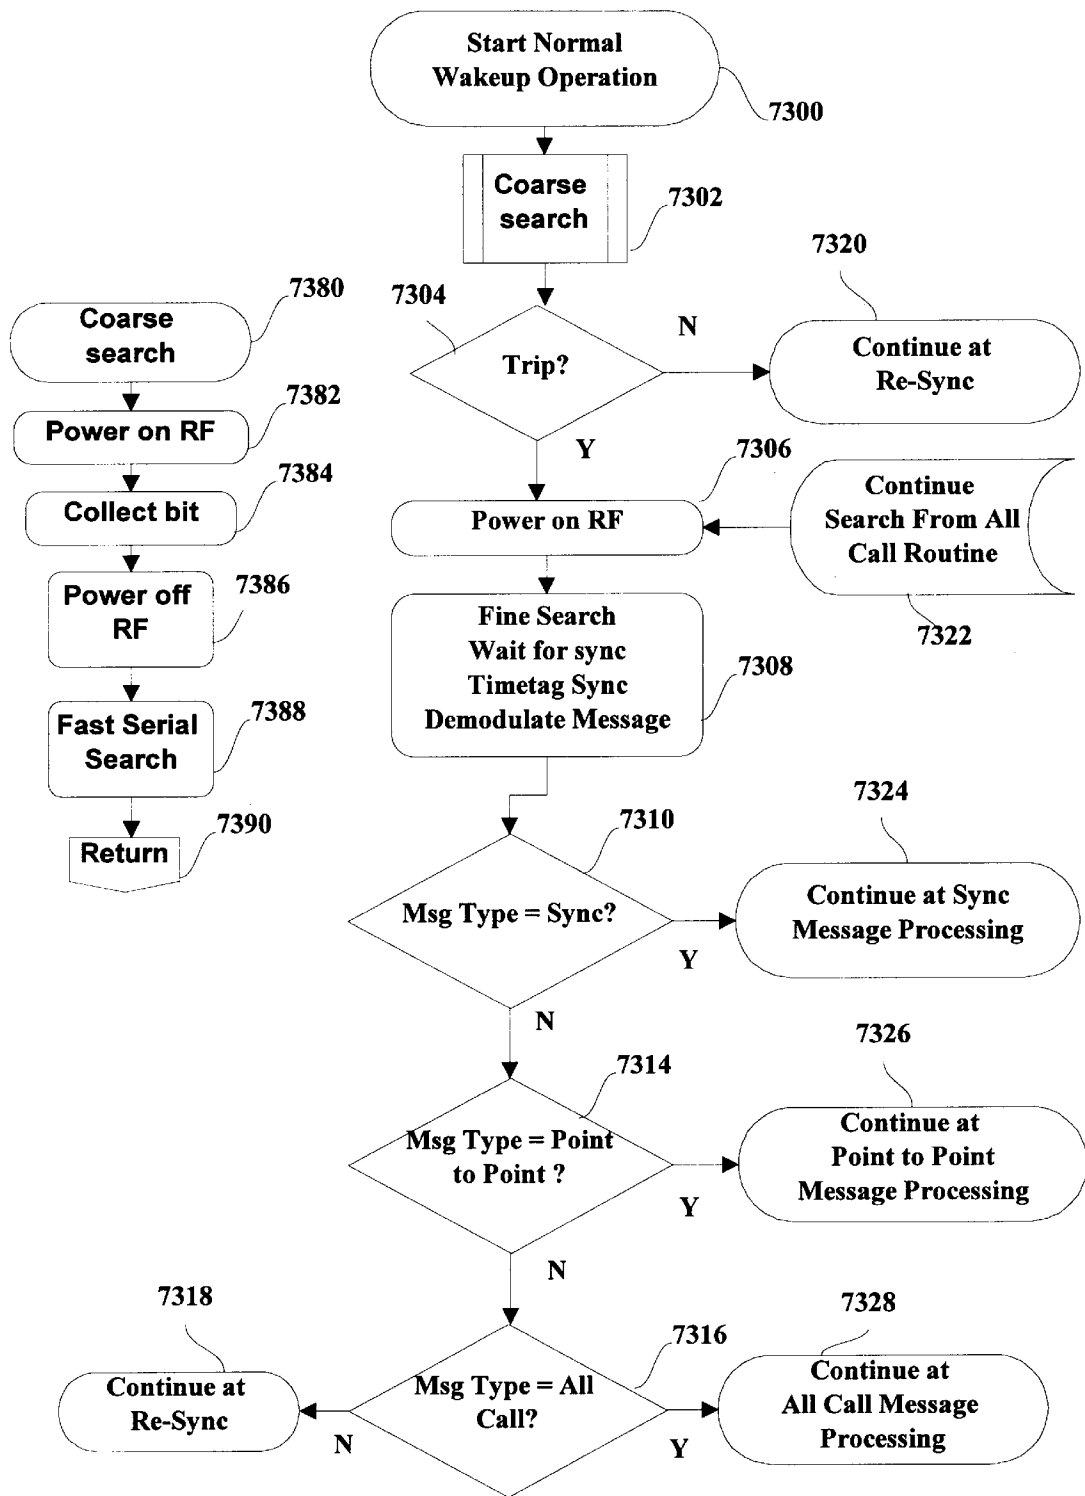 Start Normal
Wakeup Operation
7300
Coarse
search
7302
7304
Trip?
N
Y
7320
Continue at
Re-Sync
7380
Coarse
search
7382
Power on RF
7384
Collect bit
7386
Power off
RF
7388
Fast Serial
Search
7390
Return
7306
Power on RF
Continue
Search From All
Call Routine
7322
Fine Search
Wait for sync
Timetag Sync
Demodulate Message
7308
7310
Msg Type = Sync?
Y
N
7324
Continue at Sync
Message Processing
7314
Msg Type = Point
to Point ?
Y
N
7326
Continue at
Point to Point
Message Processing
7316
Msg Type = All
Call?
N
Y
7318
Continue at
Re-Sync
7328
Continue at
All Call Message
Processing